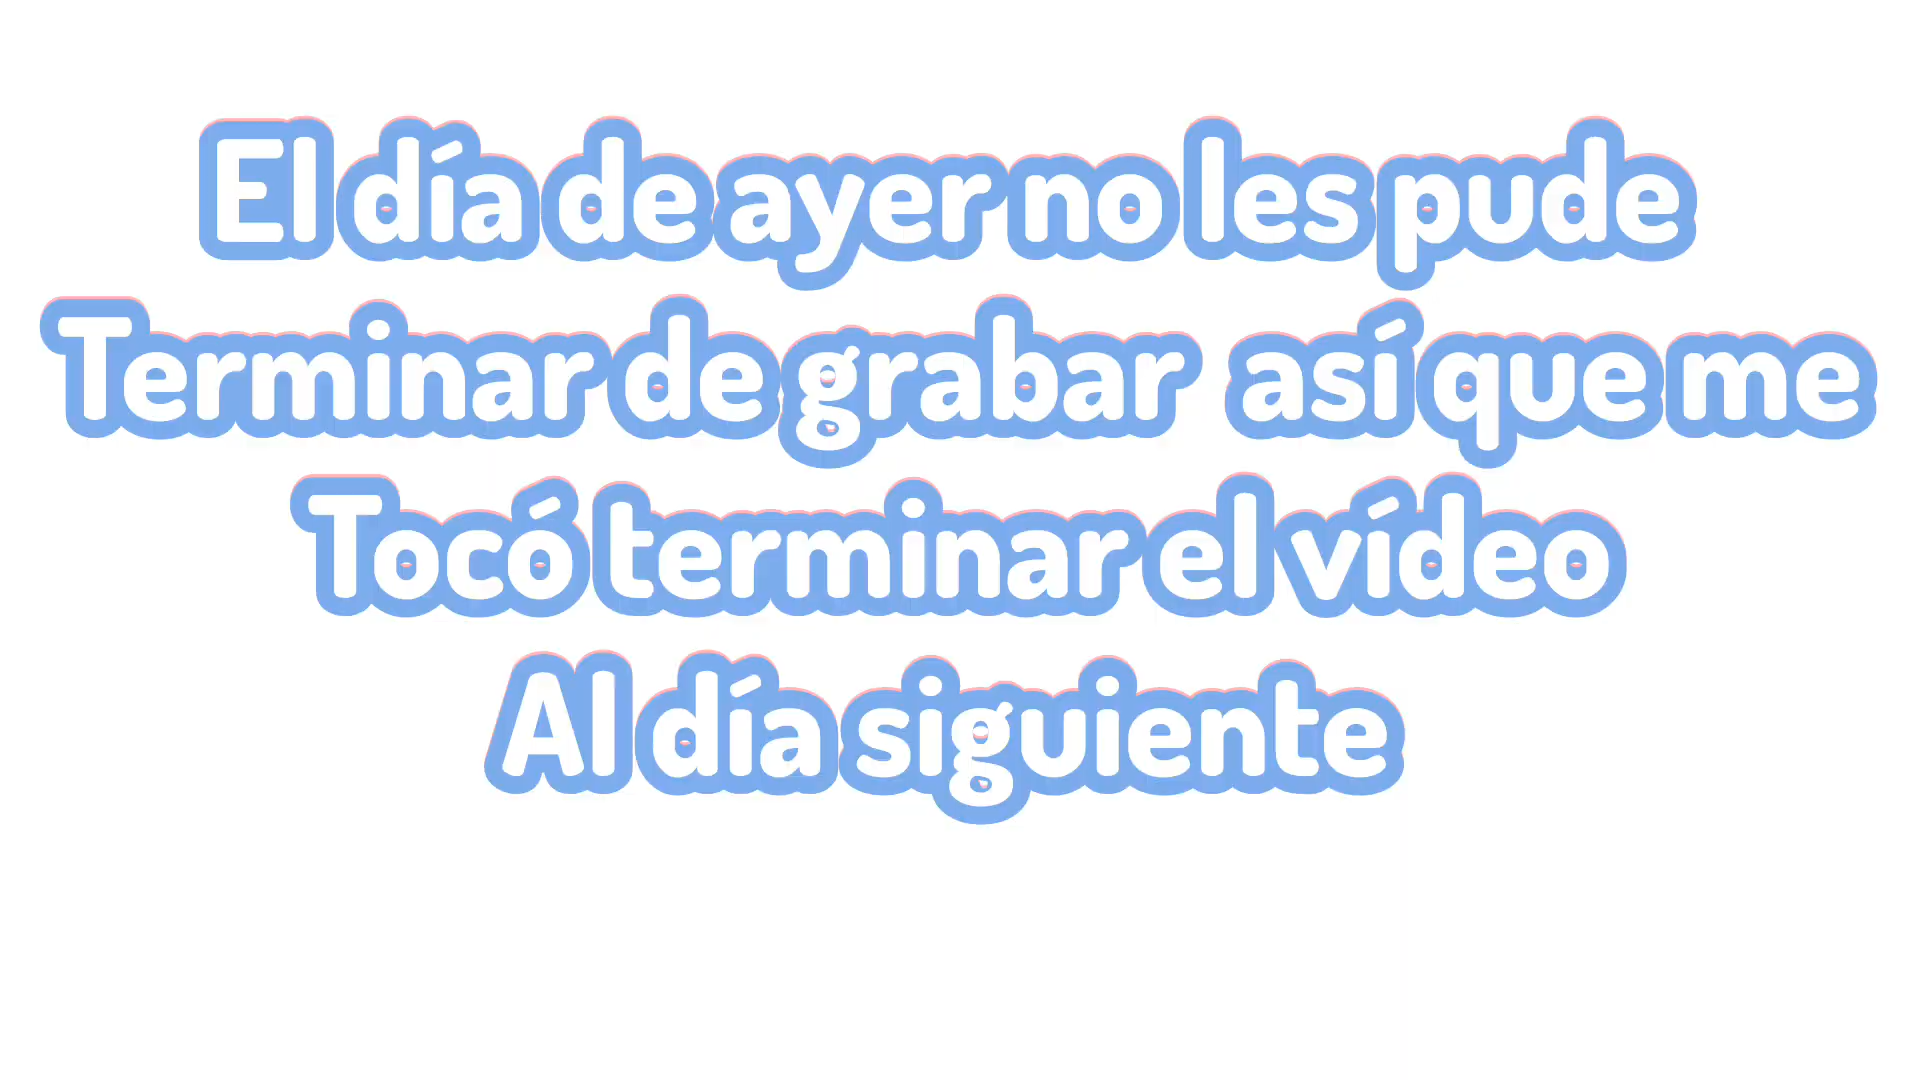 El día de ayer no les pude
Terminar de grabar así que me
Tocó terminar el vídeo
Al día siguiente